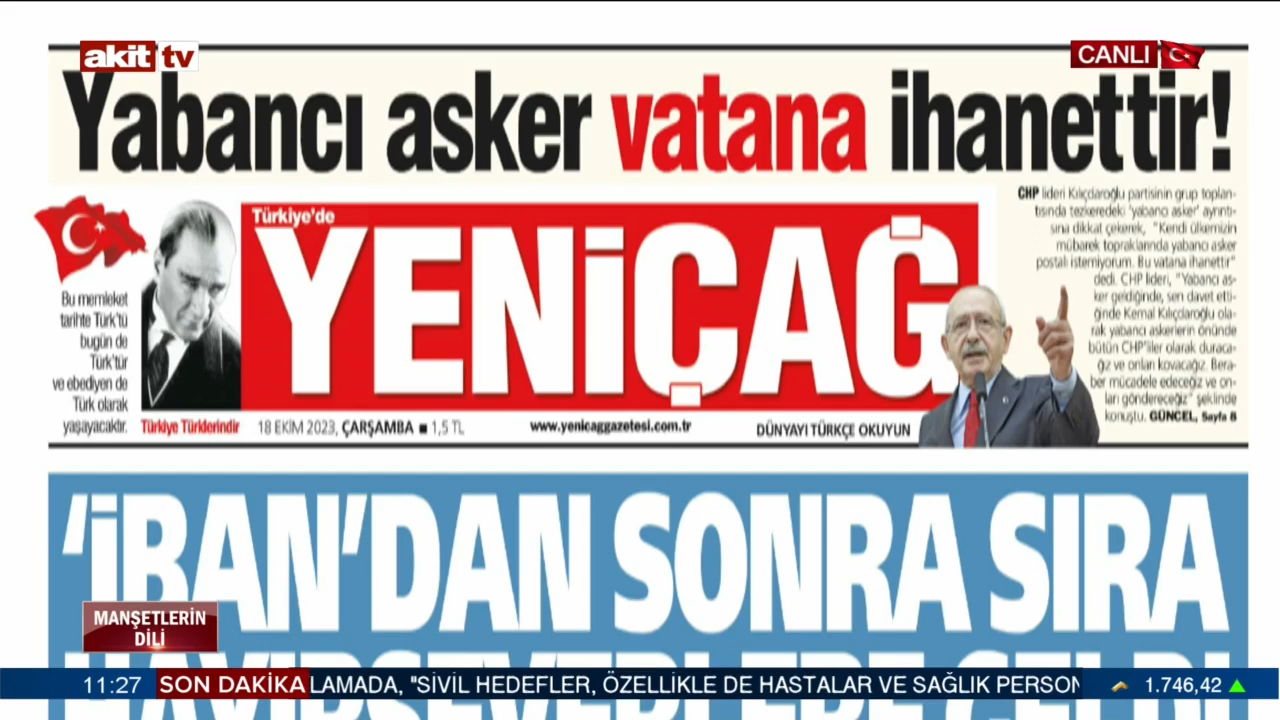 akit tv
CANLI
Yabancı asker vatana ihanettir!
Türkiye'de
YENİÇAĞ
Bu memleket
tarihte Türk'tü
bugün de
Türk'tür
ve ebediyen de
Türk olarak
yaşayacaktır.
Türkiye Türklerindir
18 EKİM 2023, ÇARŞAMBA ■ 1,5 TL
www.yenicaggazetesi.com.tr
DÜNYAYI TÜRKÇE OKUYUN
CHP lideri Kılıçdaroğlu partisinin grup toplan-
tısında tezkeredeki 'yabancı asker' ayrıntı-
sına dikkat çekerek, "Kendi ülkemizin
mübarek topraklarında yabancı asker
postalı istemiyorum. Bu vatana ihanettir"
dedi. CHP lideri, "Yabancı as-
ker geldiğinde, sen davet etti-
ğinde Kemal Kılıçdaroğlu ola-
rak yabancı askerlerin önünde
bütün CHP'liler olarak duraca-
ğız ve onları kovacağız. Bera-
ber mücadele edeceğiz ve on-
ları göndereceğiz" şeklinde
konuştu. GÜNCEL, Sayfa 8
'İRAN'DAN SONRA SIRA
HAYIRSEVERLERE GELDİ
MANŞETLERİN
DİLİ
11:27 SON DAKİKA LAMADA, "SİVİL HEDEFLER, ÖZELLİKLE DE HASTALAR VE SAĞLIK PERSON 1.746,42